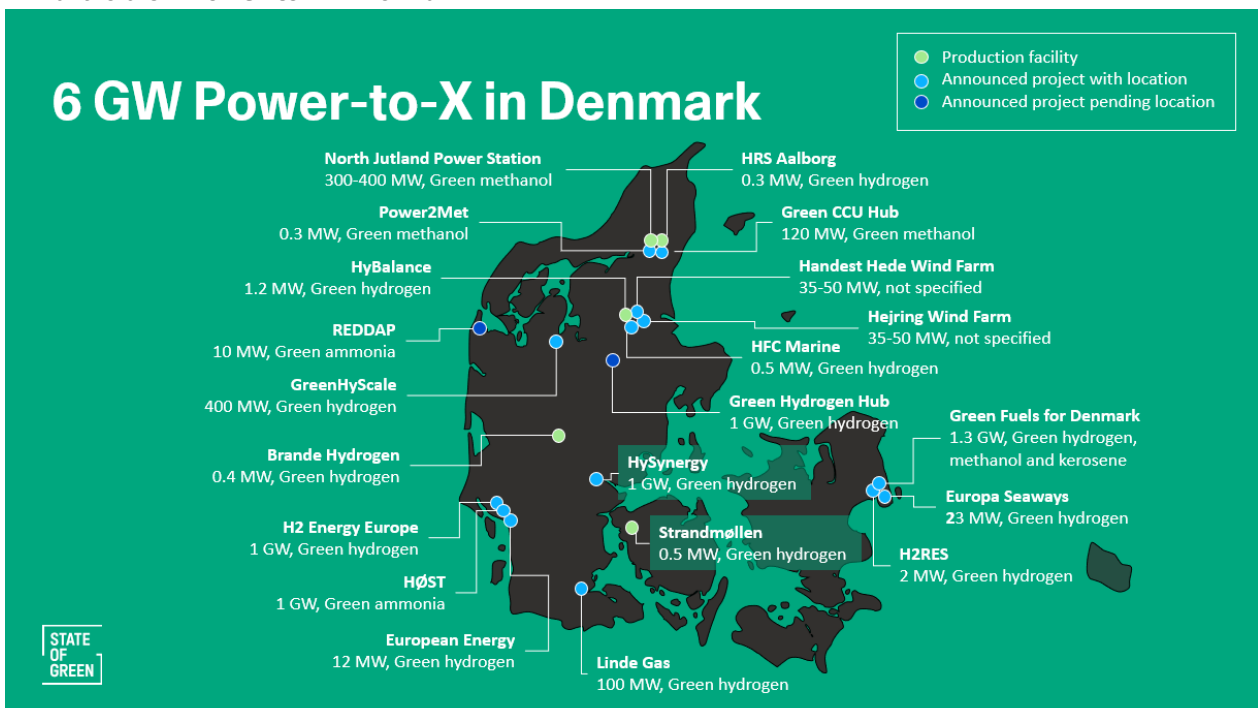 Production facility
Announced project with location
Announced project pending location
6 GW Power-to-X in Denmark
North Jutland Power Station
300-400 MW, Green methanol
HRS Aalborg
0.3 MW, Green hydrogen
Power2Met
0.3 MW, Green methanol
Green CCU Hub
120 MW, Green methanol
HyBalance
1.2 MW, Green hydrogen
Handest Hede Wind Farm
35-50 MW, not specified
REDDAP
10 MW, Green ammonia
Hejring Wind Farm
35-50 MW, not specified
HFC Marine
0.5 MW, Green hydrogen
GreenHyScale
400 MW, Green hydrogen
Green Hydrogen Hub
1 GW, Green hydrogen
Green Fuels for Denmark
1.3 GW, Green hydrogen,
methanol and kerosene
Brande Hydrogen
0.4 MW, Green hydrogen
HySynergy
1 GW, Green hydrogen
Europa Seaways
23 MW, Green hydrogen
H2 Energy Europe
1 GW, Green hydrogen
Strandmøllen
0.5 MW, Green hydrogen
H2RES
2 MW, Green hydrogen
HØST
1 GW, Green ammonia
European Energy
12 MW, Green hydrogen
Linde Gas
100 MW, Green hydrogen
STATE
OF
GREEN